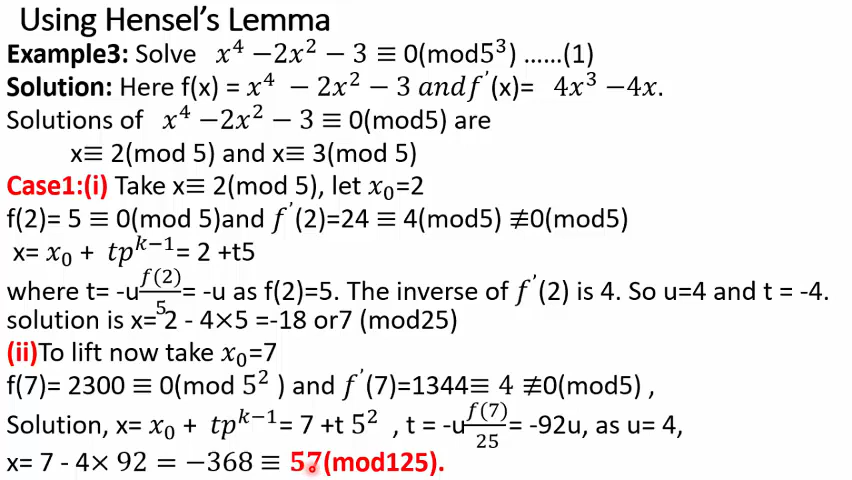 Using Hensel's Lemma
Example3: Solve x⁴ −2x² − 3 ≡ 0(mod5³) ......(1)
Solution: Here f(x) = x⁴ − 2x² − 3 andf′(x)= 4x³ −4x.
Solutions of x⁴ −2x² − 3 ≡ 0(mod5) are
x≡ 2(mod 5) and x≡ 3(mod 5)
Case1:(i) Take x≡ 2(mod 5), let x₀=2
f(2)= 5 ≡ 0(mod 5)and f′(2)=24 ≡ 4(mod5) ≢0(mod5)
x= x₀ + tpᵏ⁻¹= 2 +t5
where t= -u f(2)/5= -u as f(2)=5. The inverse of f′(2) is 4. So u=4 and t = -4.
solution is x= 2 - 4×5 =-18 or7 (mod25)
(ii)To lift now take x₀=7
f(7)= 2300 ≡ 0(mod 5² ) and f′(7)=1344≡ 4 ≢0(mod5) ,
Solution, x= x₀ + tpᵏ⁻¹= 7 +t 5² , t = -u f(7)/25= -92u, as u= 4,
x= 7 - 4× 92 = −368 ≡ 57(mod125).